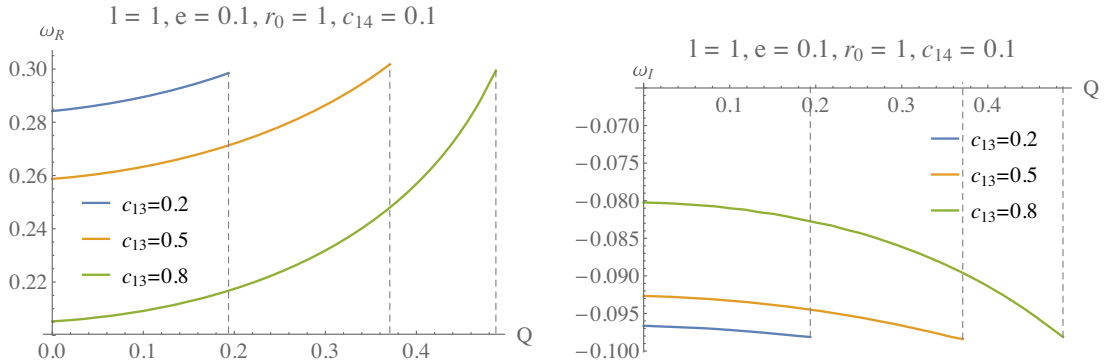 l = 1, e = 0.1, r₀ = 1, c₁₄ = 0.1
ω_R
0.30
0.28
0.26
0.24
0.22
c₁₃=0.2
c₁₃=0.5
c₁₃=0.8
0.0 0.1 0.2 0.3 0.4 Q
l = 1, e = 0.1, r₀ = 1, c₁₄ = 0.1
ω_I
0.1 0.2 0.3 0.4 Q
-0.070
-0.075
-0.080
-0.085
-0.090
-0.095
-0.100
c₁₃=0.2
c₁₃=0.5
c₁₃=0.8